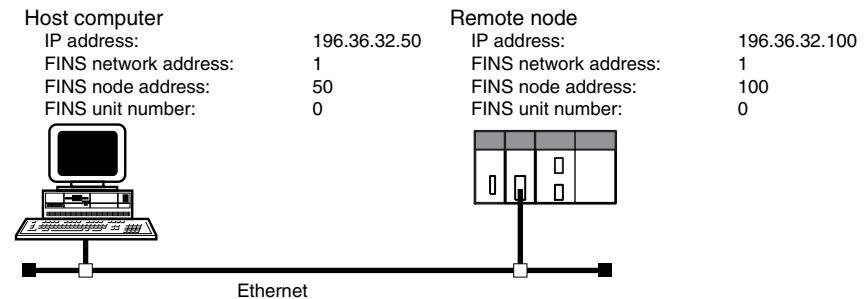 Host computer
IP address: 196.36.32.50
FINS network address: 1
FINS node address: 50
FINS unit number: 0
Remote node
IP address: 196.36.32.100
FINS network address: 1
FINS node address: 100
FINS unit number: 0
Ethernet